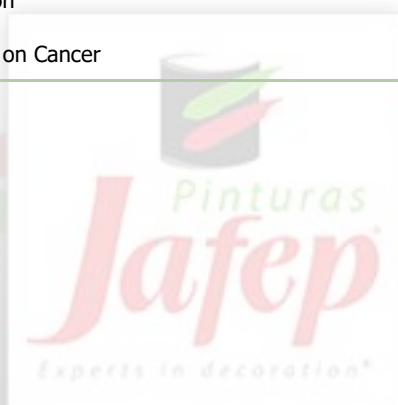 on
on Cancer
Pinturas
Jafep
Experts in decoration*